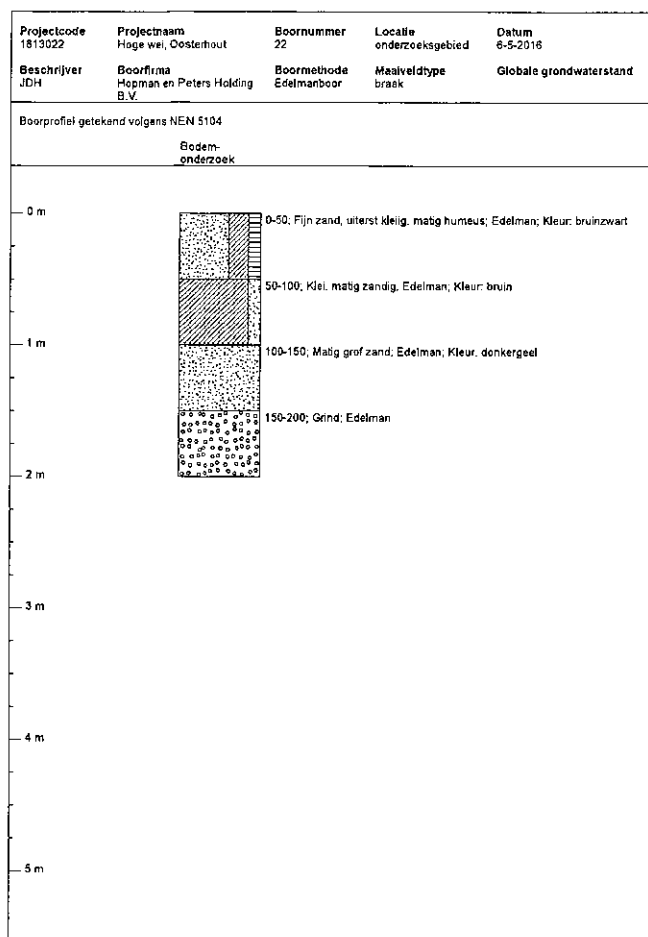 Projectcode Projectnaam Boornummer Locatie Datum
1813022 Hoge wei, Oosterhout 22 onderzoeksgebied 6-5-2016
Beschrijver Boorfirma Boormethode Maaiveldtype Globale grondwaterstand
JDH Hopman en Peters Holding Edelmanboor braak
B.V.
Boorprofiel getekend volgens NEN 5104
Bodem-
onderzoek
0 m
0-50; Fijn zand, uiterst kleiig, matig humeus; Edelman; Kleur: bruinzwart
50-100; Klei, matig zandig, Edelman; Kleur: bruin
1 m
100-150; Matig grof zand; Edelman; Kleur. donkergeel
150-200; Grind; Edelman
2 m
3 m
4 m
5 m